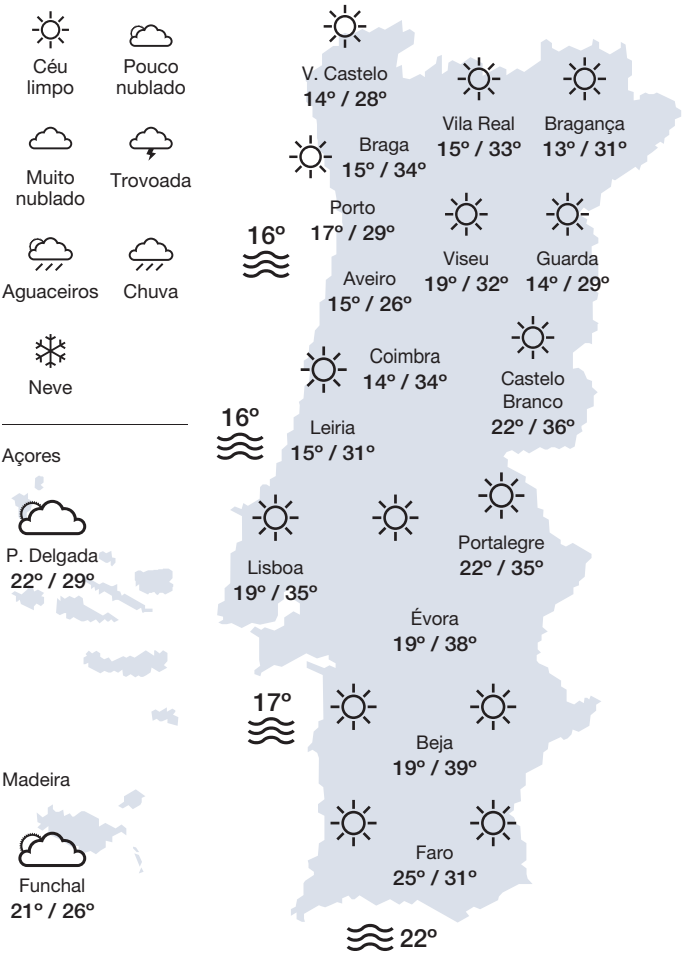 Céu
limpo
Pouco
nublado
Muito
nublado
Trovoada
Aguaceiros
Chuva
Neve
Açores
P. Delgada
22º / 29º
Madeira
Funchal
21º / 26º
V. Castelo
14º / 28º
Vila Real
15º / 33º
Bragança
13º / 31º
Braga
15º / 34º
Porto
17º / 29º
16º
Viseu
19º / 32º
Guarda
14º / 29º
Aveiro
15º / 26º
Coimbra
14º / 34º
Castelo
Branco
22º / 36º
16º
Leiria
15º / 31º
Portalegre
22º / 35º
Lisboa
19º / 35º
Évora
19º / 38º
17º
Beja
19º / 39º
Faro
25º / 31º
22º